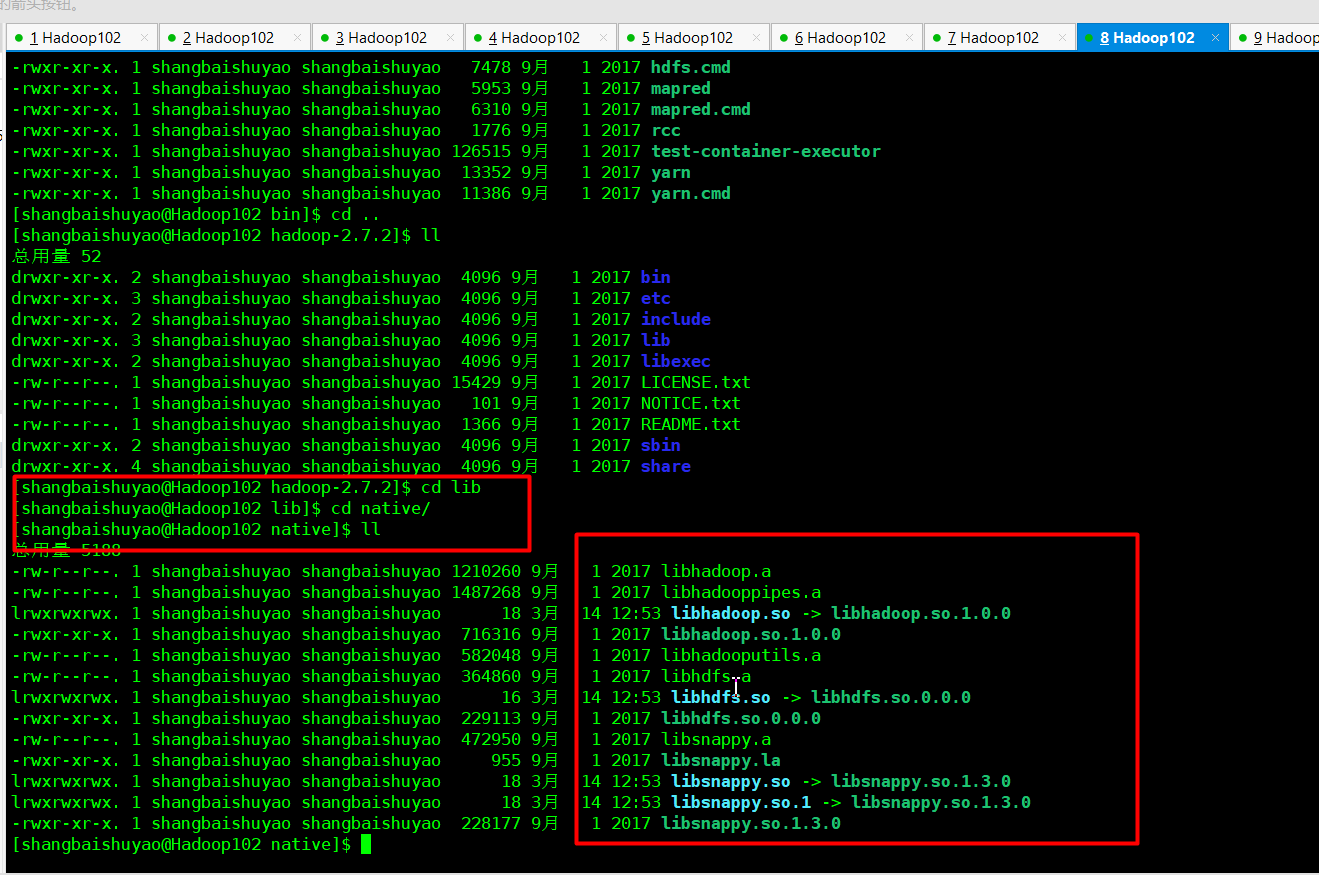 的箭头按钮。
1 Hadoop102 2 Hadoop102 3 Hadoop102 4 Hadoop102 5 Hadoop102 6 Hadoop102 7 Hadoop102 8 Hadoop102 9 Hadoop
-rwxr-xr-x. 1 shangbaishuyao shangbaishuyao 7478 9月 1 2017 hdfs.cmd
-rwxr-xr-x. 1 shangbaishuyao shangbaishuyao 5953 9月 1 2017 mapred
-rwxr-xr-x. 1 shangbaishuyao shangbaishuyao 6310 9月 1 2017 mapred.cmd
-rwxr-xr-x. 1 shangbaishuyao shangbaishuyao 1776 9月 1 2017 rcc
-rwxr-xr-x. 1 shangbaishuyao shangbaishuyao 126515 9月 1 2017 test-container-executor
-rwxr-xr-x. 1 shangbaishuyao shangbaishuyao 13352 9月 1 2017 yarn
-rwxr-xr-x. 1 shangbaishuyao shangbaishuyao 11386 9月 1 2017 yarn.cmd
[shangbaishuyao@Hadoop102 bin]$ cd ..
[shangbaishuyao@Hadoop102 hadoop-2.7.2]$ ll
总用量 52
drwxr-xr-x. 2 shangbaishuyao shangbaishuyao 4096 9月 1 2017 bin
drwxr-xr-x. 3 shangbaishuyao shangbaishuyao 4096 9月 1 2017 etc
drwxr-xr-x. 2 shangbaishuyao shangbaishuyao 4096 9月 1 2017 include
drwxr-xr-x. 3 shangbaishuyao shangbaishuyao 4096 9月 1 2017 lib
drwxr-xr-x. 2 shangbaishuyao shangbaishuyao 4096 9月 1 2017 libexec
-rw-r--r--. 1 shangbaishuyao shangbaishuyao 15429 9月 1 2017 LICENSE.txt
-rw-r--r--. 1 shangbaishuyao shangbaishuyao 101 9月 1 2017 NOTICE.txt
-rw-r--r--. 1 shangbaishuyao shangbaishuyao 1366 9月 1 2017 README.txt
drwxr-xr-x. 2 shangbaishuyao shangbaishuyao 4096 9月 1 2017 sbin
drwxr-xr-x. 4 shangbaishuyao shangbaishuyao 4096 9月 1 2017 share
[shangbaishuyao@Hadoop102 hadoop-2.7.2]$ cd lib
[shangbaishuyao@Hadoop102 lib]$ cd native/
[shangbaishuyao@Hadoop102 native]$ ll
总用量 5188
-rw-r--r--. 1 shangbaishuyao shangbaishuyao 1210260 9月 1 2017 libhadoop.a
-rw-r--r--. 1 shangbaishuyao shangbaishuyao 1487268 9月 1 2017 libhadooppipes.a
lrwxrwxrwx. 1 shangbaishuyao shangbaishuyao 18 3月 14 12:53 libhadoop.so -> libhadoop.so.1.0.0
-rwxr-xr-x. 1 shangbaishuyao shangbaishuyao 716316 9月 1 2017 libhadoop.so.1.0.0
-rw-r--r--. 1 shangbaishuyao shangbaishuyao 582048 9月 1 2017 libhadooputils.a
-rw-r--r--. 1 shangbaishuyao shangbaishuyao 364860 9月 1 2017 libhdfs.a
lrwxrwxrwx. 1 shangbaishuyao shangbaishuyao 16 3月 14 12:53 libhdfs.so -> libhdfs.so.0.0.0
-rwxr-xr-x. 1 shangbaishuyao shangbaishuyao 229113 9月 1 2017 libhdfs.so.0.0.0
-rw-r--r--. 1 shangbaishuyao shangbaishuyao 472950 9月 1 2017 libsnappy.a
-rwxr-xr-x. 1 shangbaishuyao shangbaishuyao 955 9月 1 2017 libsnappy.la
lrwxrwxrwx. 1 shangbaishuyao shangbaishuyao 18 3月 14 12:53 libsnappy.so -> libsnappy.so.1.3.0
lrwxrwxrwx. 1 shangbaishuyao shangbaishuyao 18 3月 14 12:53 libsnappy.so.1 -> libsnappy.so.1.3.0
-rwxr-xr-x. 1 shangbaishuyao shangbaishuyao 228177 9月 1 2017 libsnappy.so.1.3.0
[shangbaishuyao@Hadoop102 native]$